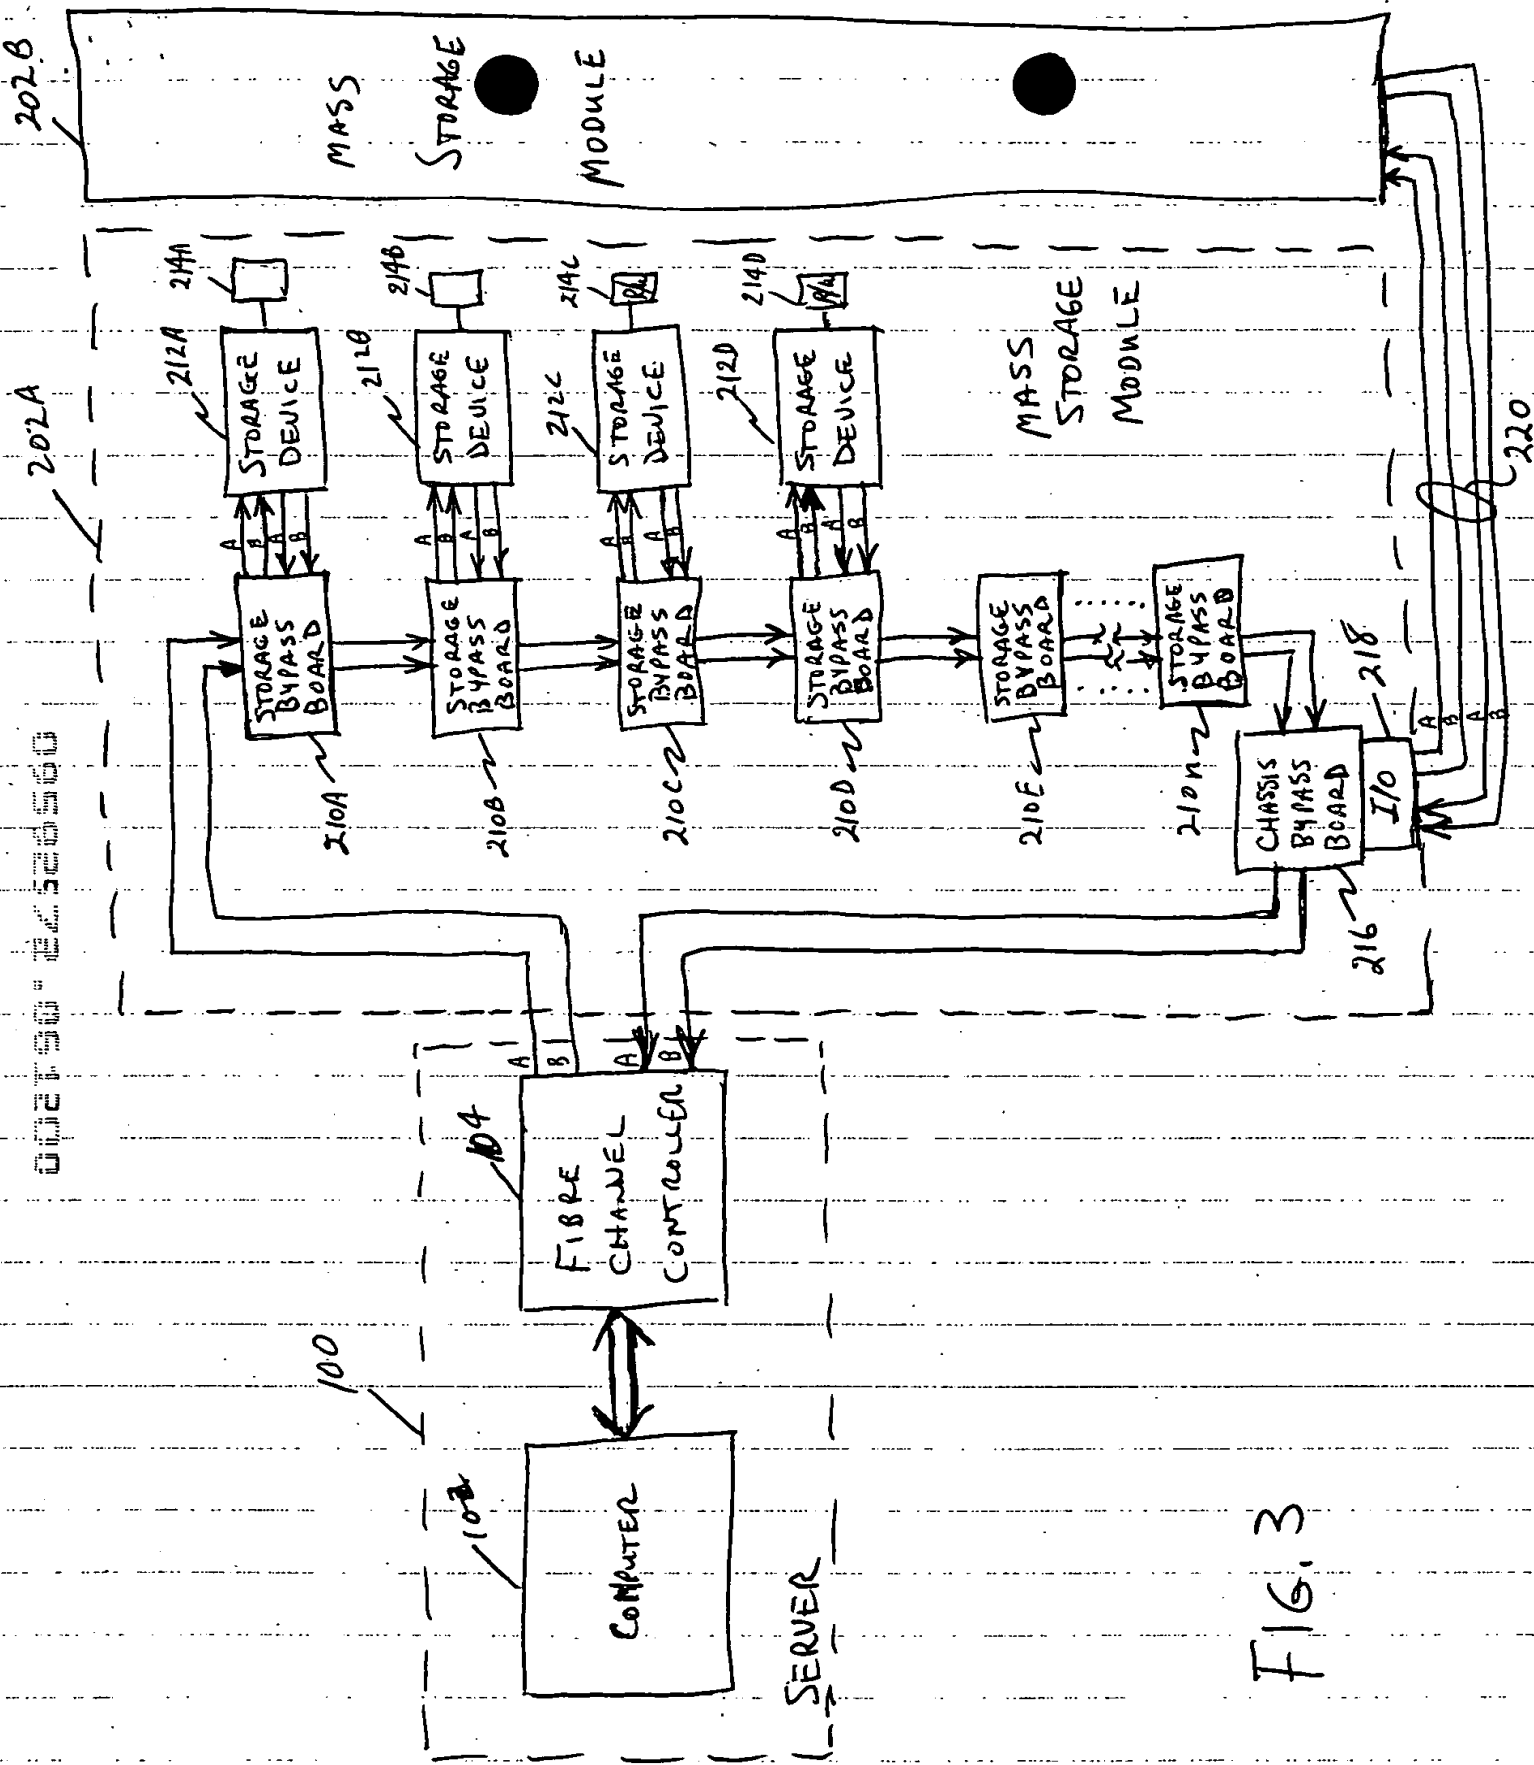 202B
MASS
STORAGE
MODULE
202A
214A
214B
214C
214D
212A
212B
212C
212D
STORAGE
DEVICE
STORAGE
DEVICE
STORAGE
DEVICE
STORAGE
DEVICE
MASS
STORAGE
MODULE
A
B
A
B
A
B
A
B
A
B
A
B
A
B
A
B
STORAGE
BYPASS
BOARD
STORAGE
BYPASS
BOARD
STORAGE
BYPASS
BOARD
STORAGE
BYPASS
BOARD
STORAGE
BYPASS
BOARD
STORAGE
BYPASS
BOARD
210A
210B
210C
210D
210E
210n
CHASSIS
BYPASS
BOARD
I/O
216
218
220
A
B
A
B
A
B
A
B
104
FIBRE
CHANNEL
CONTROLLER
100
102
COMPUTER
SERVER
FIG. 3